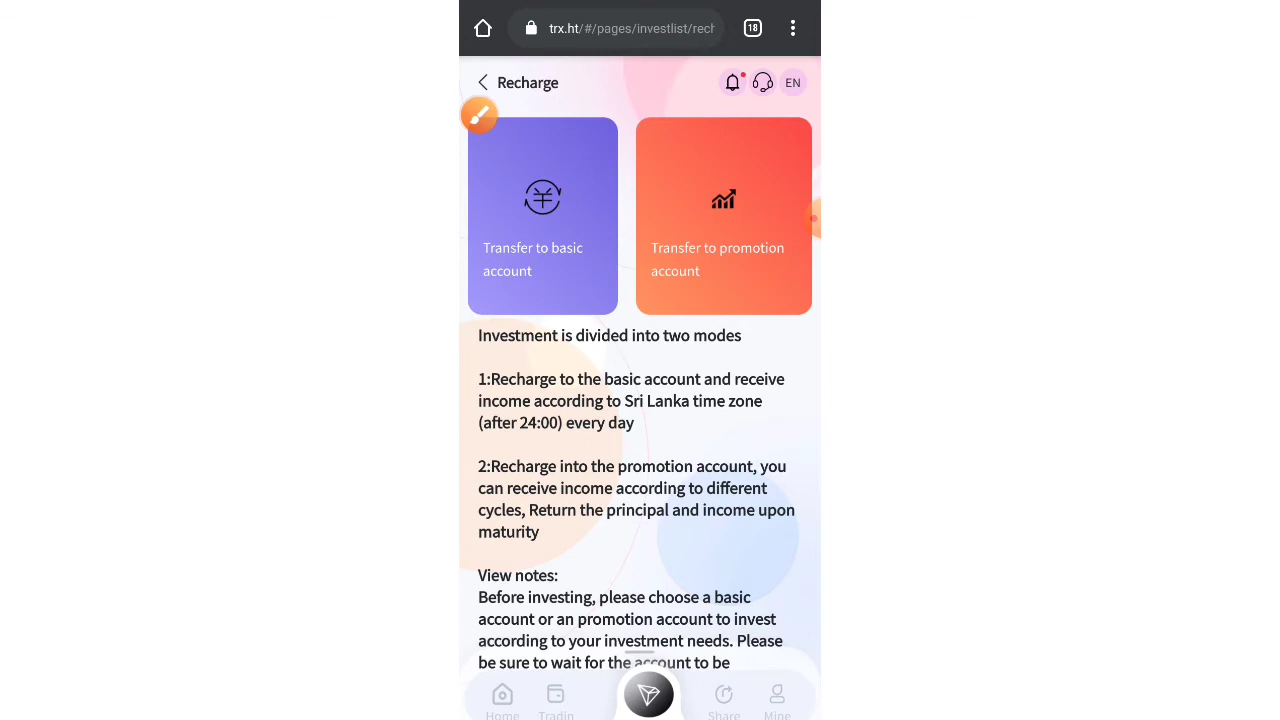 trx.ht/#/pages/investlist/rech
18
Recharge
EN
Transfer to basic
account
Transfer to promotion
account
Investment is divided into two modes
1:Recharge to the basic account and receive
income according to Sri Lanka time zone
(after 24:00) every day
2:Recharge into the promotion account, you
can receive income according to different
cycles, Return the principal and income upon
maturity
View notes:
Before investing, please choose a basic
account or an promotion account to invest
according to your investment needs. Please
be sure to wait for the account to be
Home
Tradin
Share
Mine